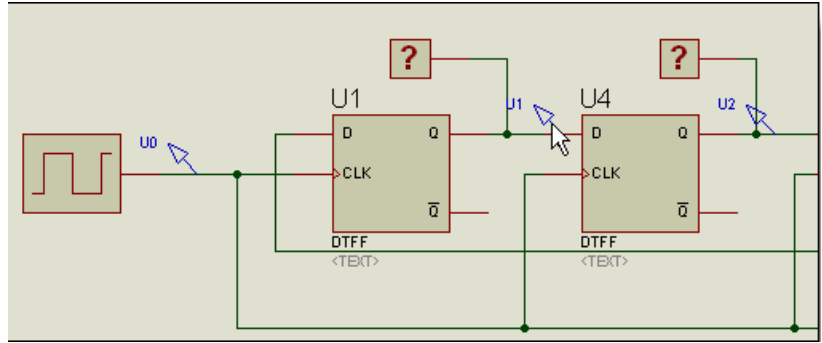 ?
?
U1
U1
U4
U2
U0
D
Q
D
Q
CLK
CLK
Q
Q
DTFF
DTFF
<TEXT>
<TEXT>